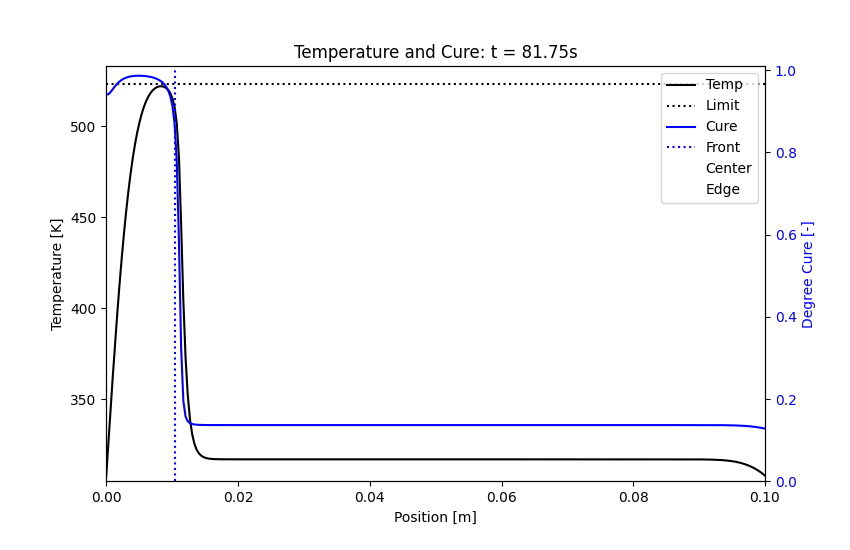 Temperature and Cure: t = 81.75s
Temp
Limit
Cure
Front
Center
Edge
Temperature [K]
500
450
400
350
Degree Cure [-]
1.0
0.8
0.6
0.4
0.2
0.0
0.00 0.02 0.04 0.06 0.08 0.10
Position [m]